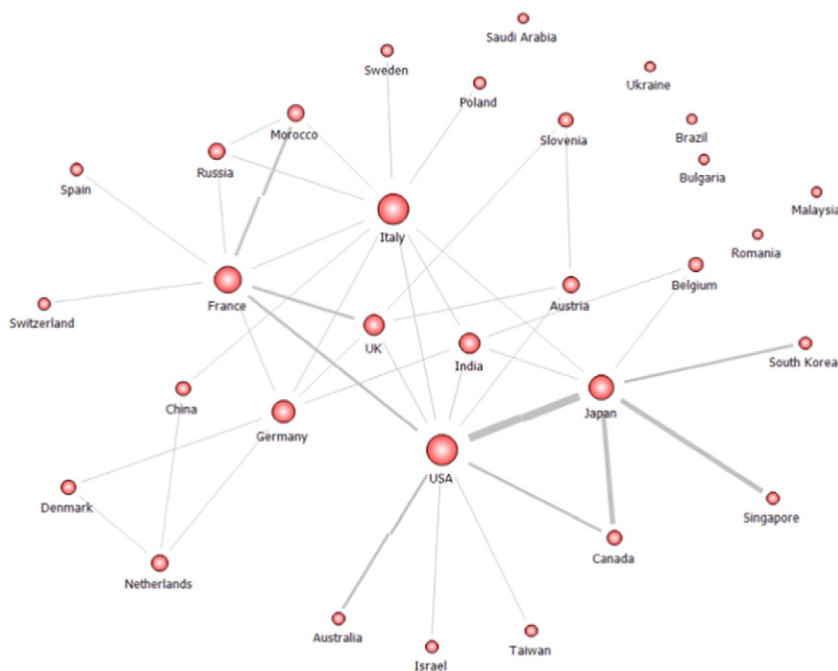 Saudi Arabia
Sweden
Ukraine
Poland
Morocco
Slovenia
Brazil
Russia
Spain
Bulgaria
Malaysia
Italy
Romania
France
Belgium
Austria
Switzerland
UK
India
South Korea
China
Japan
Germany
USA
Denmark
Singapore
Canada
Netherlands
Australia
Taiwan
Israel